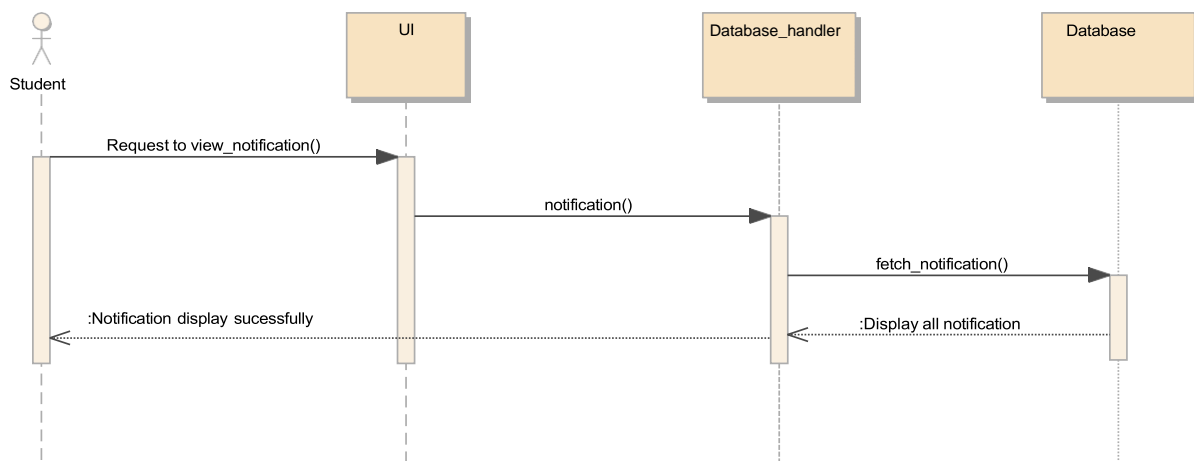 Student
UI
Database_handler
Database
Request to view_notification()
notification()
fetch_notification()
:Notification display sucessfully
:Display all notification